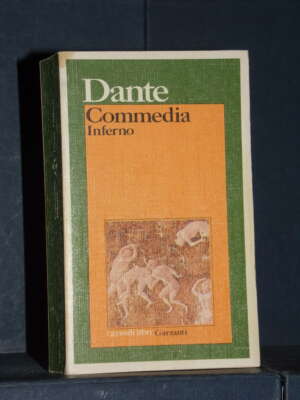 Dante
Commedia
Inferno
i grandi libri Garzanti